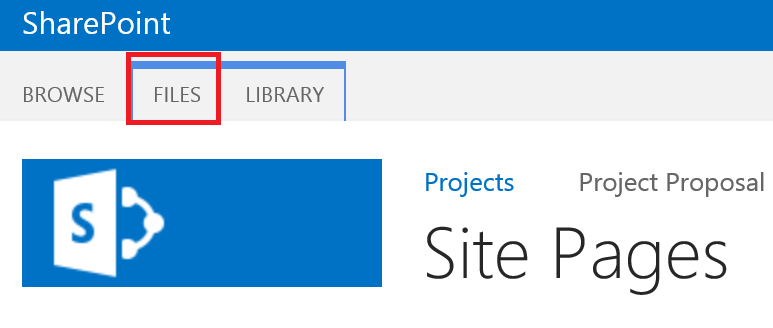 SharePoint
BROWSE FILES LIBRARY
S
Projects Project Proposal
Site Pages